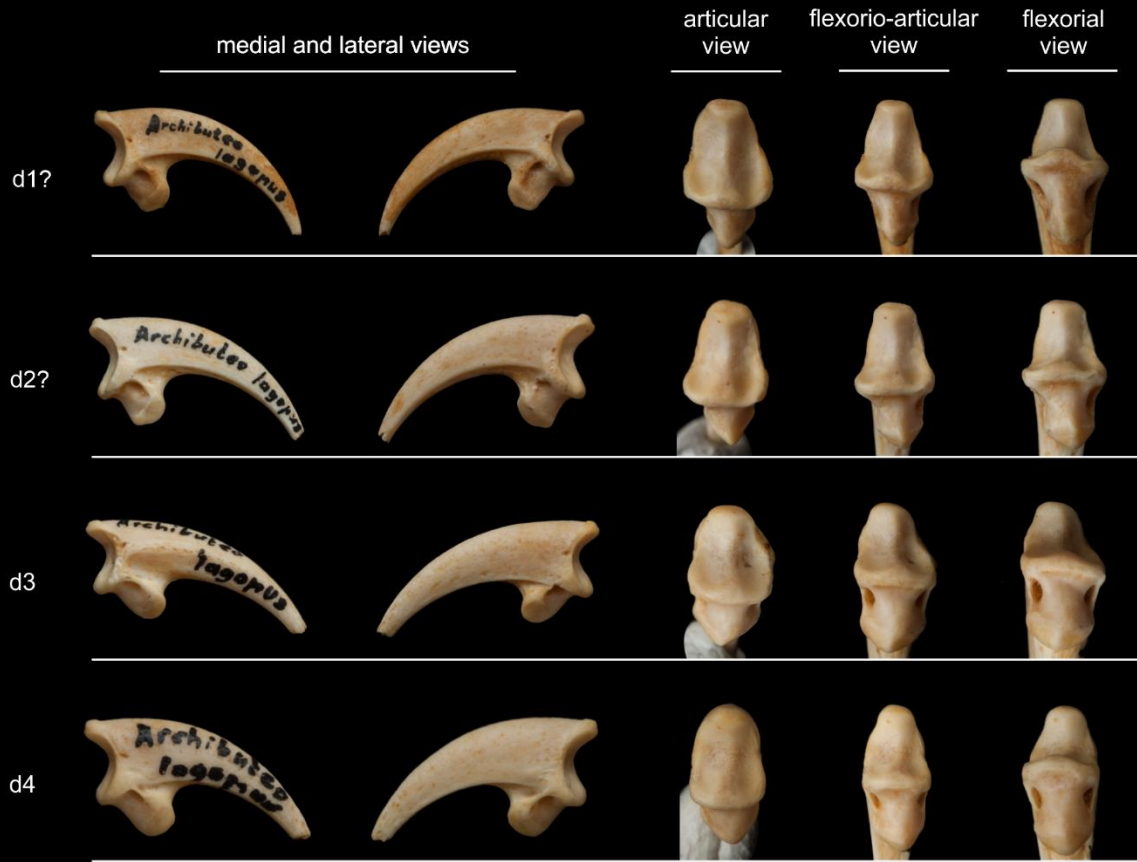 medial and lateral views
articular
view
flexorio-articular
view
flexorial
view
d1?
Archibuteo
lagopus
d2?
Archibuteo lagopus
d3
Archibuteo
lagopus
d4
Archibuteo
lagopus